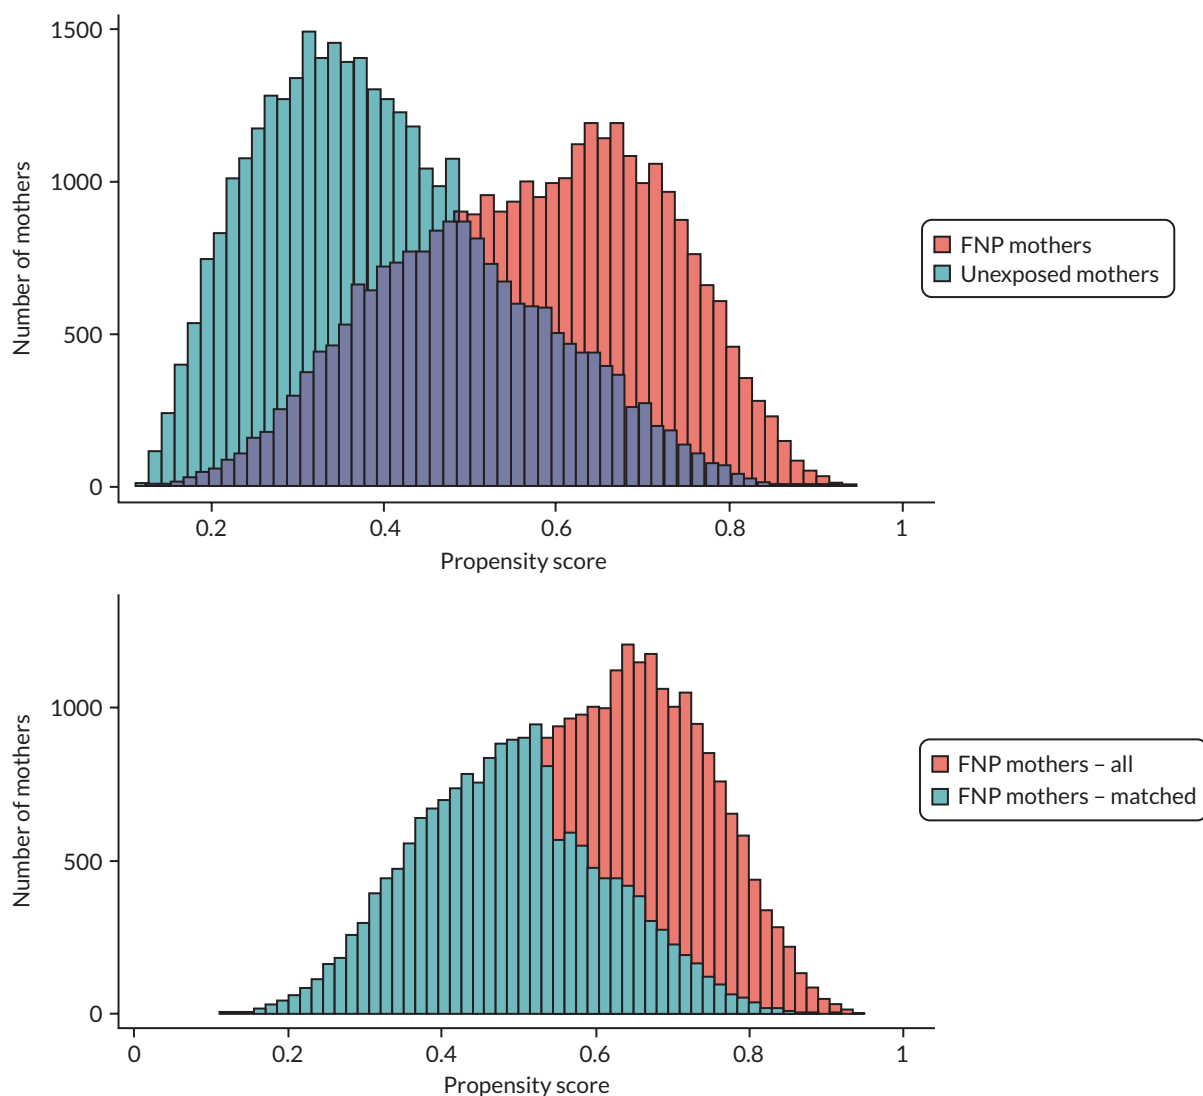 1500
1000
500
0
Number of mothers
0.2 0.4 0.6 0.8 1
Propensity score
FNP mothers
Unexposed mothers
1000
500
0
Number of mothers
0 0.2 0.4 0.6 0.8 1
Propensity score
FNP mothers – all
FNP mothers – matched